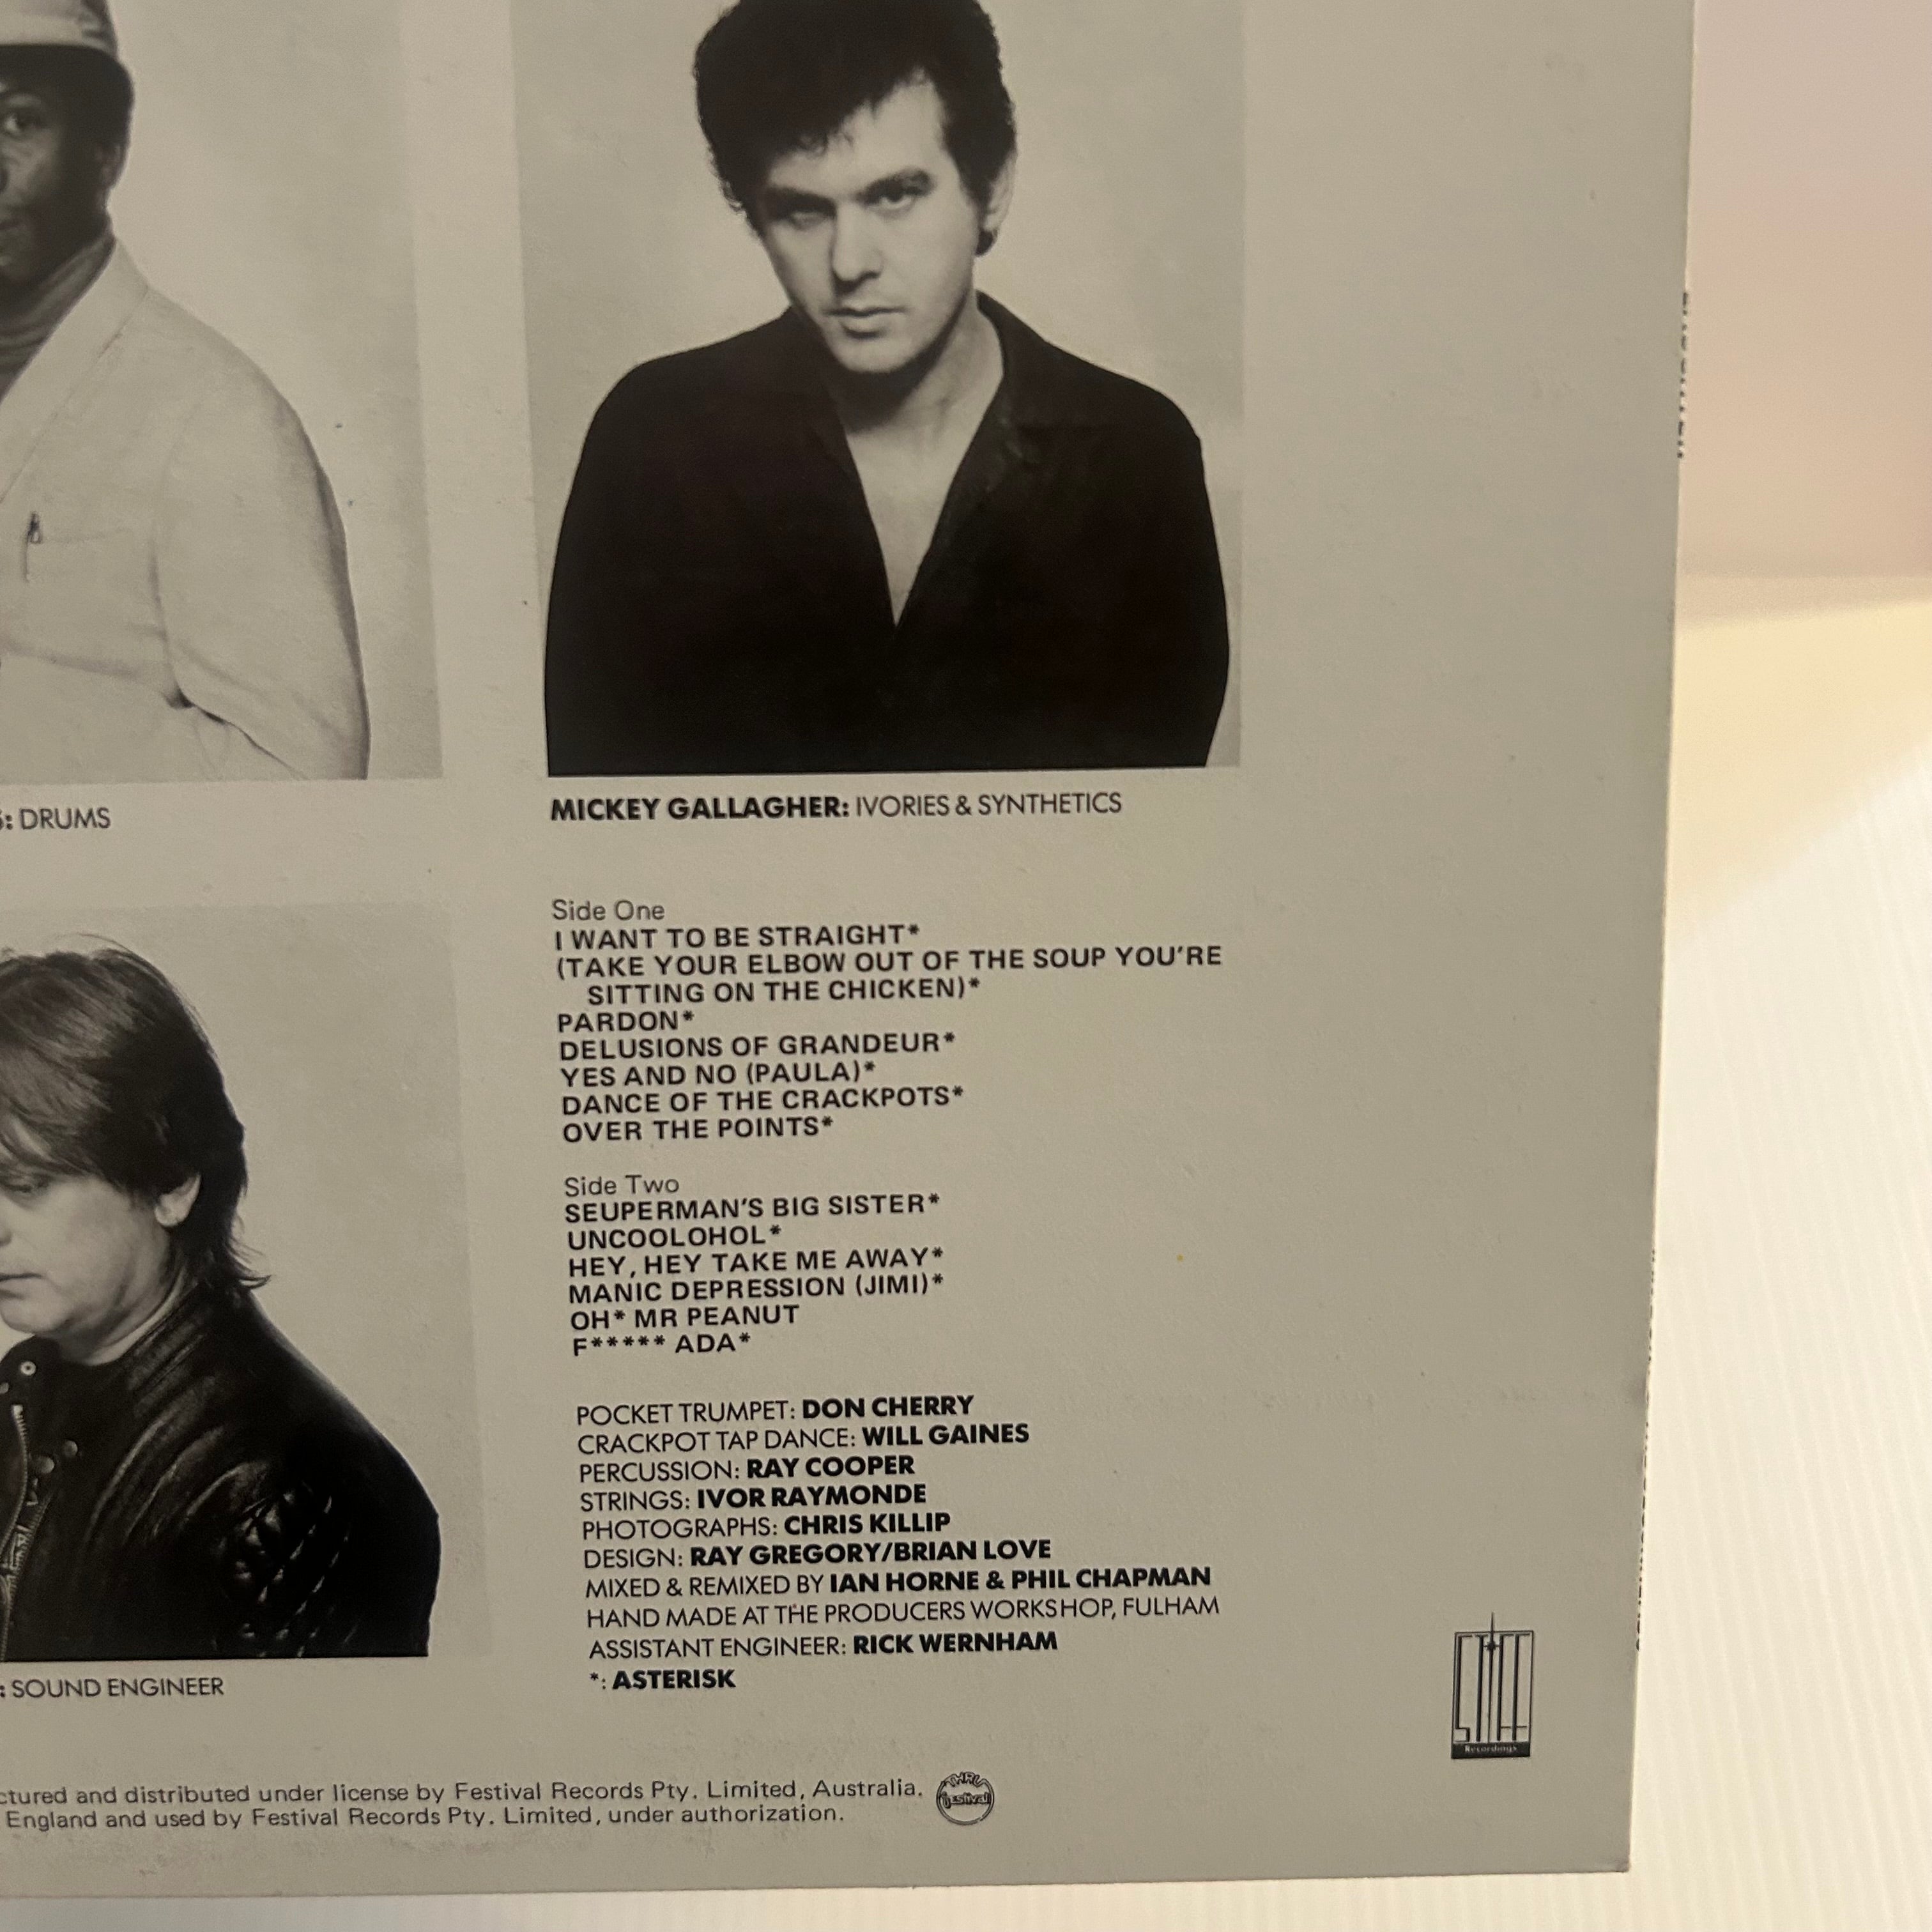 : DRUMS
MICKEY GALLAGHER: IVORIES & SYNTHETICS
Side One
I WANT TO BE STRAIGHT*
(TAKE YOUR ELBOW OUT OF THE SOUP YOU'RE
SITTING ON THE CHICKEN)*
PARDON*
DELUSIONS OF GRANDEUR*
YES AND NO (PAULA)*
DANCE OF THE CRACKPOTS*
OVER THE POINTS*
Side Two
SEUPERMAN'S BIG SISTER*
UNCOOLOHOL*
HEY, HEY TAKE ME AWAY*
MANIC DEPRESSION (JIMI)*
OH* MR PEANUT
F***** ADA*
POCKET TRUMPET: DON CHERRY
CRACKPOT TAP DANCE: WILL GAINES
PERCUSSION: RAY COOPER
STRINGS: IVOR RAYMONDE
PHOTOGRAPHS: CHRIS KILLIP
DESIGN: RAY GREGORY/BRIAN LOVE
MIXED & REMIXED BY IAN HORNE & PHIL CHAPMAN
HAND MADE AT THE PRODUCERS WORKSHOP, FULHAM
ASSISTANT ENGINEER: RICK WERNHAM
*: ASTERISK
: SOUND ENGINEER
STIFF
Recordings
ctured and distributed under license by Festival Records Pty. Limited, Australia.
England and used by Festival Records Pty. Limited, under authorization.
THRU
Festival